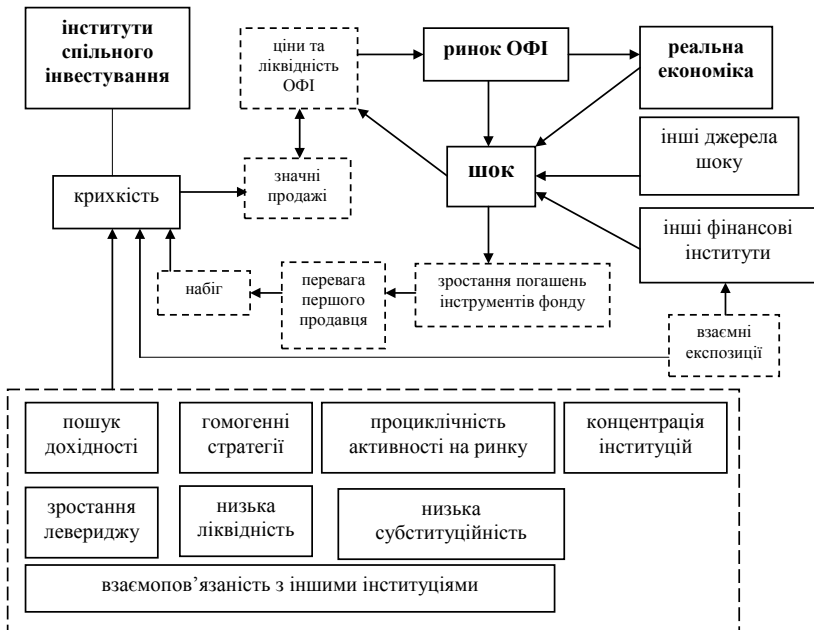 інститути
спільного
інвестування
ціни та
ліквідність
ОФІ
ринок ОФІ
реальна
економіка
інші джерела
шоку
шок
значні
продажі
крихкість
інші фінансові
інститути
набіг
перевага
першого
продавця
зростання погашень
інструментів фонду
взаємні
експозиції
пошук
дохідності
гомогенні
стратегії
проциклічність
активності на ринку
концентрація
інституцій
зростання
левериджу
низька
ліквідність
низька
субституційність
взаємопов’язаність з іншими інституціями